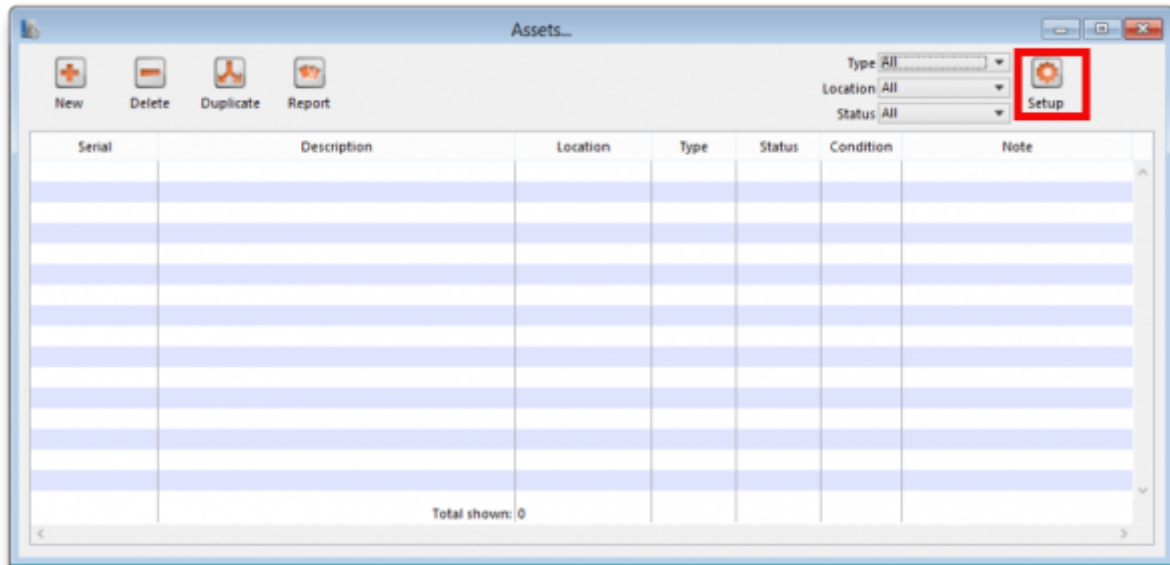 Assets...
New Delete Duplicate Report
Type All
Location All
Status All
Setup
Serial Description Location Type Status Condition Note
Total shown: 0